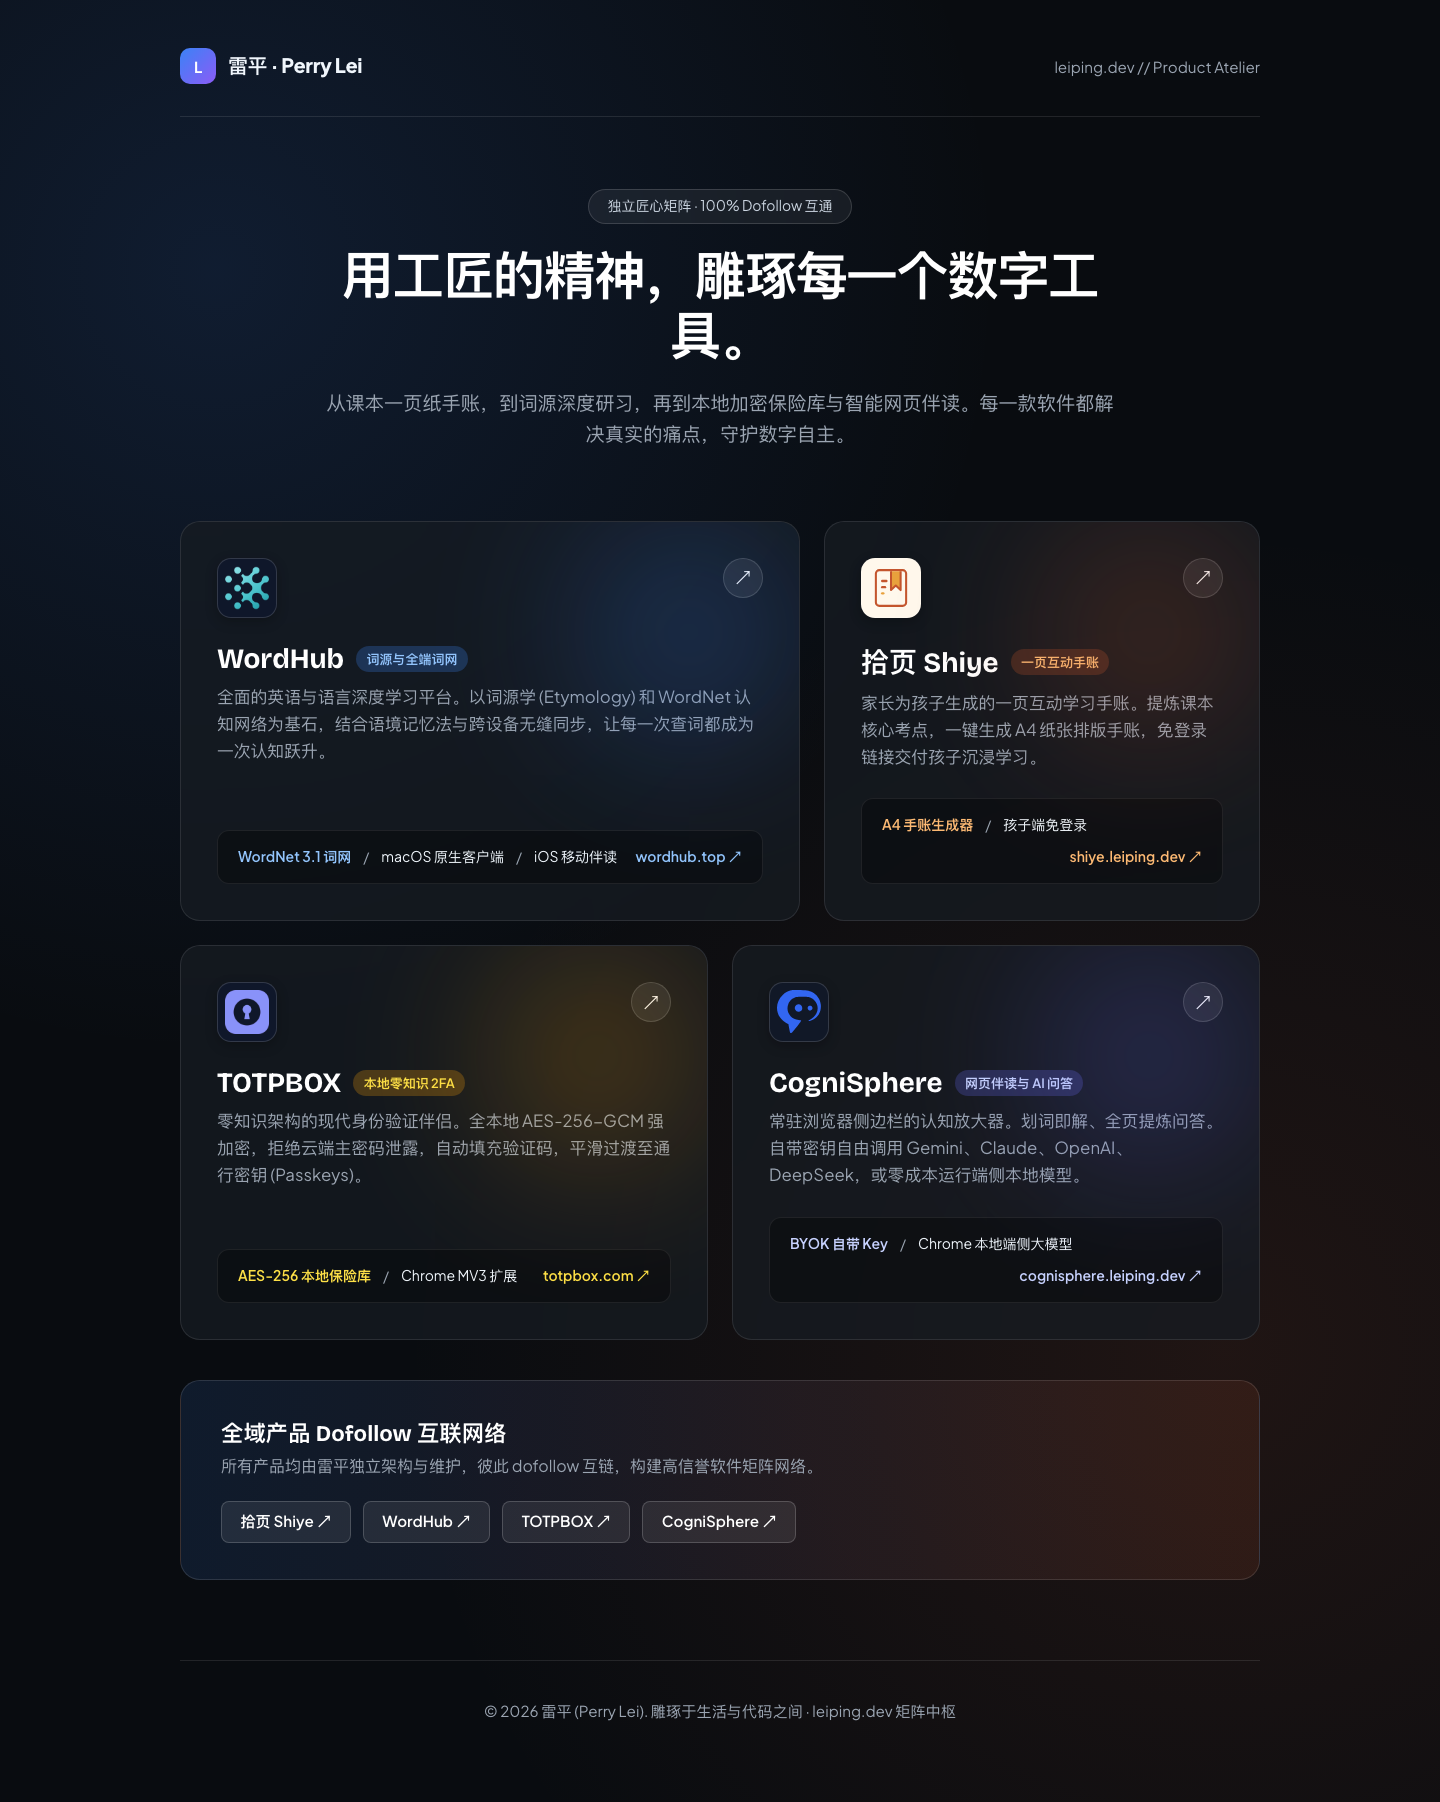 L
雷平 · Perry Lei
leiping.dev // Product Atelier
独立匠心矩阵 · 100% Dofollow 互通
用工匠的精神，雕琢每一个数字工
具。
从课本一页纸手账，到词源深度研习，再到本地加密保险库与智能网页伴读。每一款软件都解
决真实的痛点，守护数字自主。
↗
WordHub 词源与全端词网
全面的英语与语言深度学习平台。以词源学 (Etymology) 和 WordNet 认
知网络为基石，结合语境记忆法与跨设备无缝同步，让每一次查词都成为
一次认知跃升。
WordNet 3.1 词网 / macOS 原生客户端 / iOS 移动伴读 wordhub.top ↗
↗
拾页 Shiye 一页互动手账
家长为孩子生成的一页互动学习手账。提炼课本
核心考点，一键生成 A4 纸张排版手账，免登录
链接交付孩子沉浸学习。
A4 手账生成器 / 孩子端免登录
shiye.leiping.dev ↗
↗
TOTPBOX 本地零知识 2FA
零知识架构的现代身份验证伴侣。全本地 AES-256-GCM 强
加密，拒绝云端主密码泄露，自动填充验证码，平滑过渡至通
行密钥 (Passkeys)。
AES-256 本地保险库 / Chrome MV3 扩展 totpbox.com ↗
↗
CogniSphere 网页伴读与 AI 问答
常驻浏览器侧边栏的认知放大器。划词即解、全页提炼问答。
自带密钥自由调用 Gemini、Claude、OpenAI、
DeepSeek，或零成本运行端侧本地模型。
BYOK 自带 Key / Chrome 本地端侧大模型
cognisphere.leiping.dev ↗
全域产品 Dofollow 互联网络
所有产品均由雷平独立架构与维护，彼此 dofollow 互链，构建高信誉软件矩阵网络。
拾页 Shiye ↗ WordHub ↗ TOTPBOX ↗ CogniSphere ↗
© 2026 雷平 (Perry Lei). 雕琢于生活与代码之间 · leiping.dev 矩阵中枢